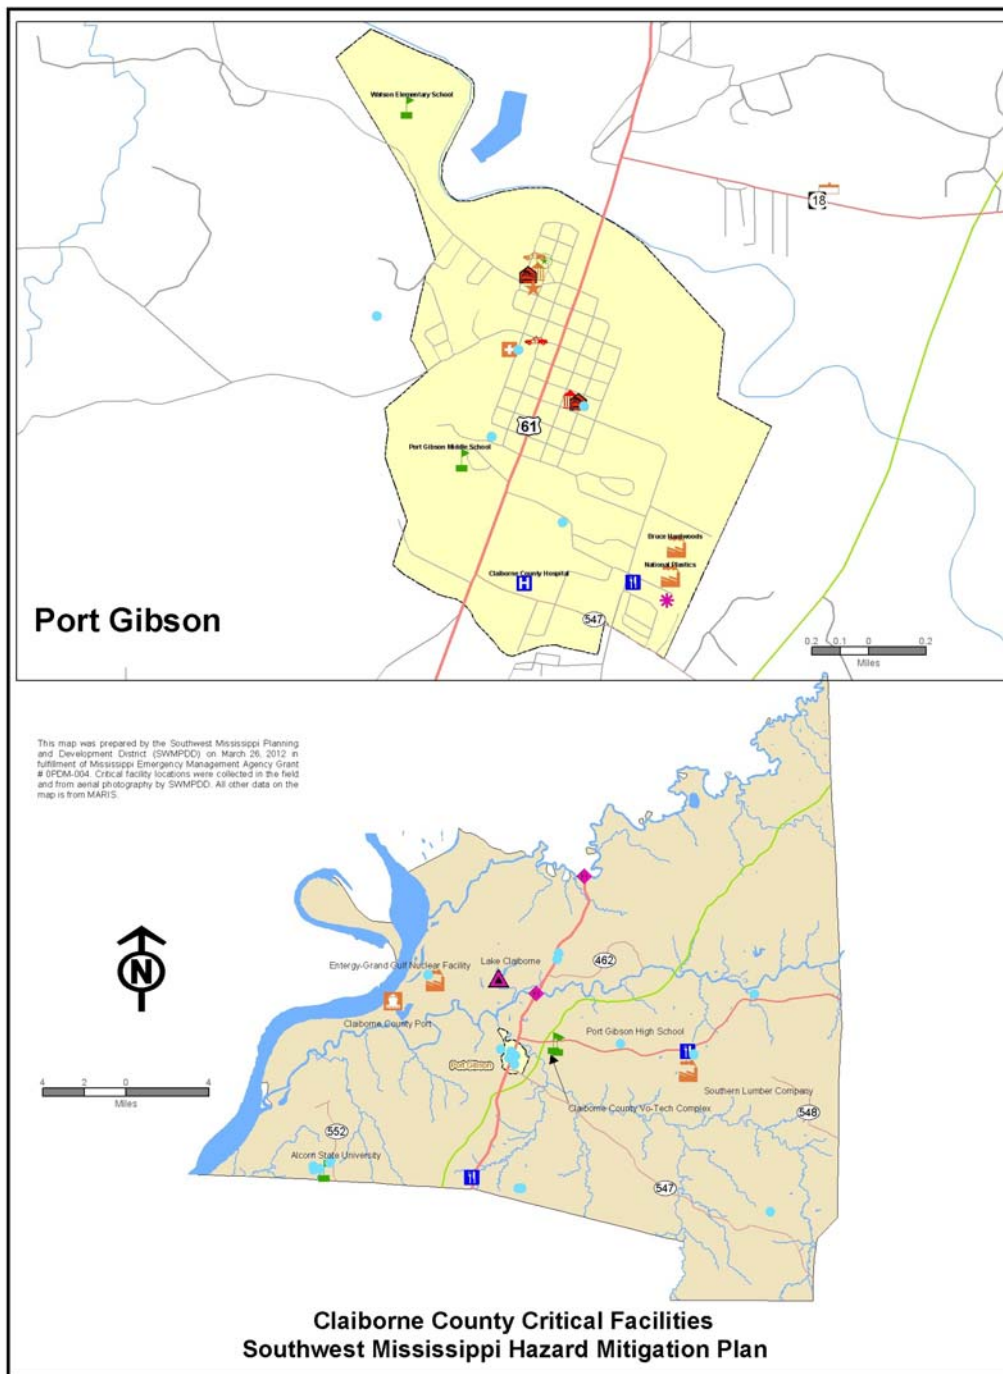 Watson Elementary School
18
61
Port Gibson Middle School
Bruce Hardwoods
National Plastics
Claiborne County Hospital
547
Port Gibson
0.2 0.1 0 0.2
Miles
This map was prepared by the Southwest Mississippi Planning
and Development District (SWMPDD) on March 26, 2012 in
fulfillment of Mississippi Emergency Management Agency Grant
# 0PDM-004. Critical facility locations were collected in the field
and from aerial photography by SWMPDD. All other data on the
map is from MARIS.
N
Entergy-Grand Gulf Nuclear Facility
Lake Claiborne
462
Claiborne County Port
Port Gibson High School
Port Gibson
4 2 0 4
Miles
Southern Lumber Company
Claiborne County Vo-Tech Complex
548
552
Alcorn State University
547
Claiborne County Critical Facilities
Southwest Mississippi Hazard Mitigation Plan